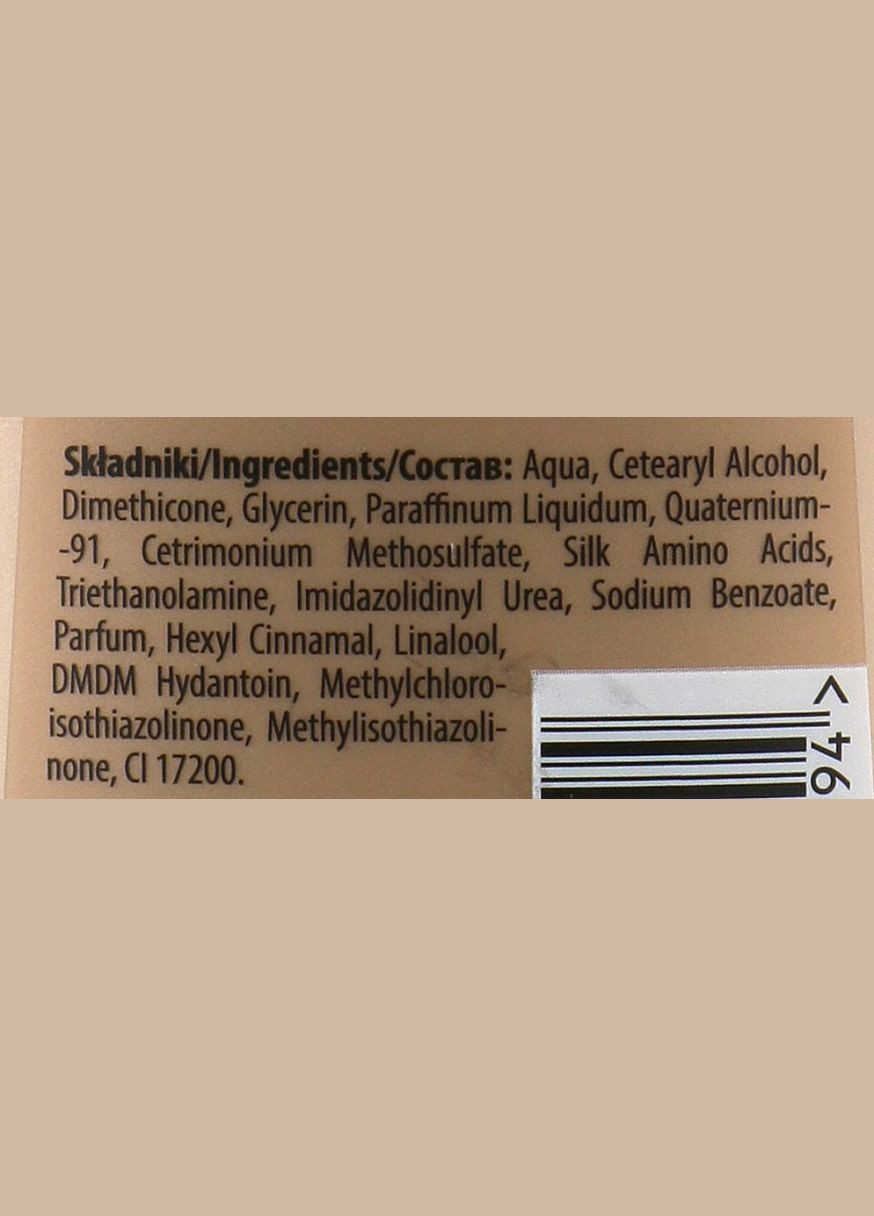 Składniki/Ingredients/Состав: Aqua, Cetearyl Alcohol,
Dimethicone, Glycerin, Paraffinum Liquidum, Quaternium-
-91, Cetrimonium Methosulfate, Silk Amino Acids,
Triethanolamine, Imidazolidinyl Urea, Sodium Benzoate,
Parfum, Hexyl Cinnamal, Linalool,
DMDM Hydantoin, Methylchloro-
isothiazolinone, Methylisothiazoli-
none, CI 17200.
> 46